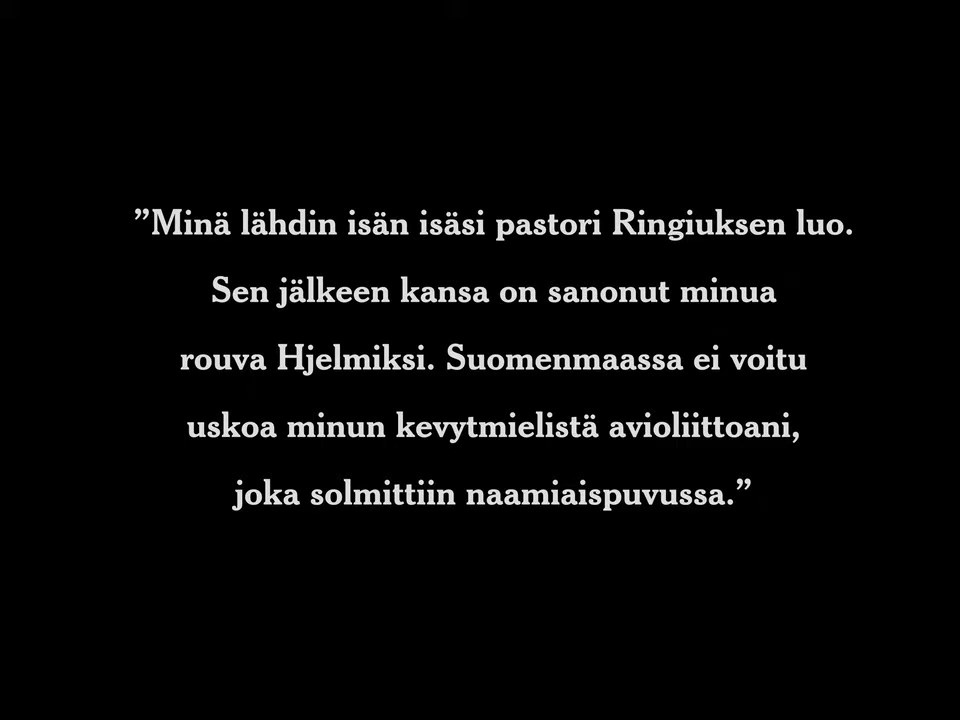 ”Minä lähdin isän isäsi pastori Ringiuksen luo.
Sen jälkeen kansa on sanonut minua
rouva Hjelmiksi. Suomenmaassa ei voitu
uskoa minun kevytmielistä avioliittoani,
joka solmittiin naamiaispuvussa.”